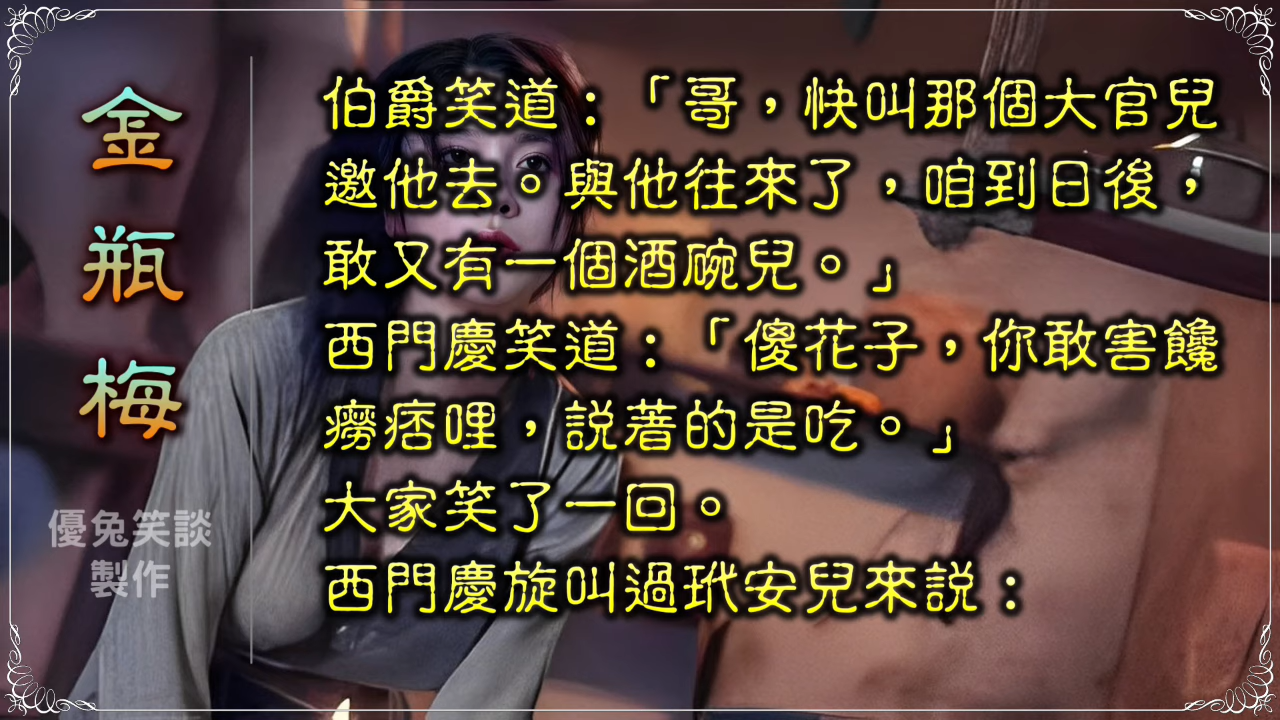 金瓶梅
優兔笑談
製作
伯爵笑道：「哥，快叫那個大官兒
邀他去。與他往來了，咱到日後，
敢又有一個酒碗兒。」
西門慶笑道：「傻花子，你敢害饞
癆痞哩，説著的是吃。」
大家笑了一回。
西門慶旋叫過玳安兒來説：